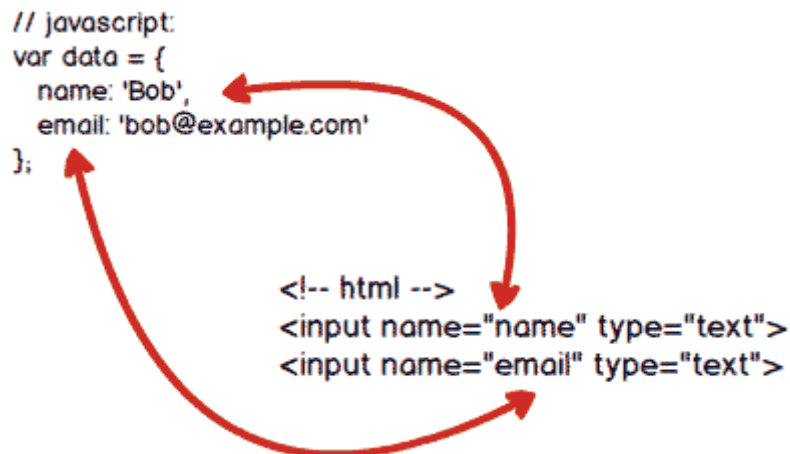 // javascript:
var data = {
name: 'Bob',
email: 'bob@example.com'
};
<!-- html -->
<input name="name" type="text">
<input name="email" type="text">